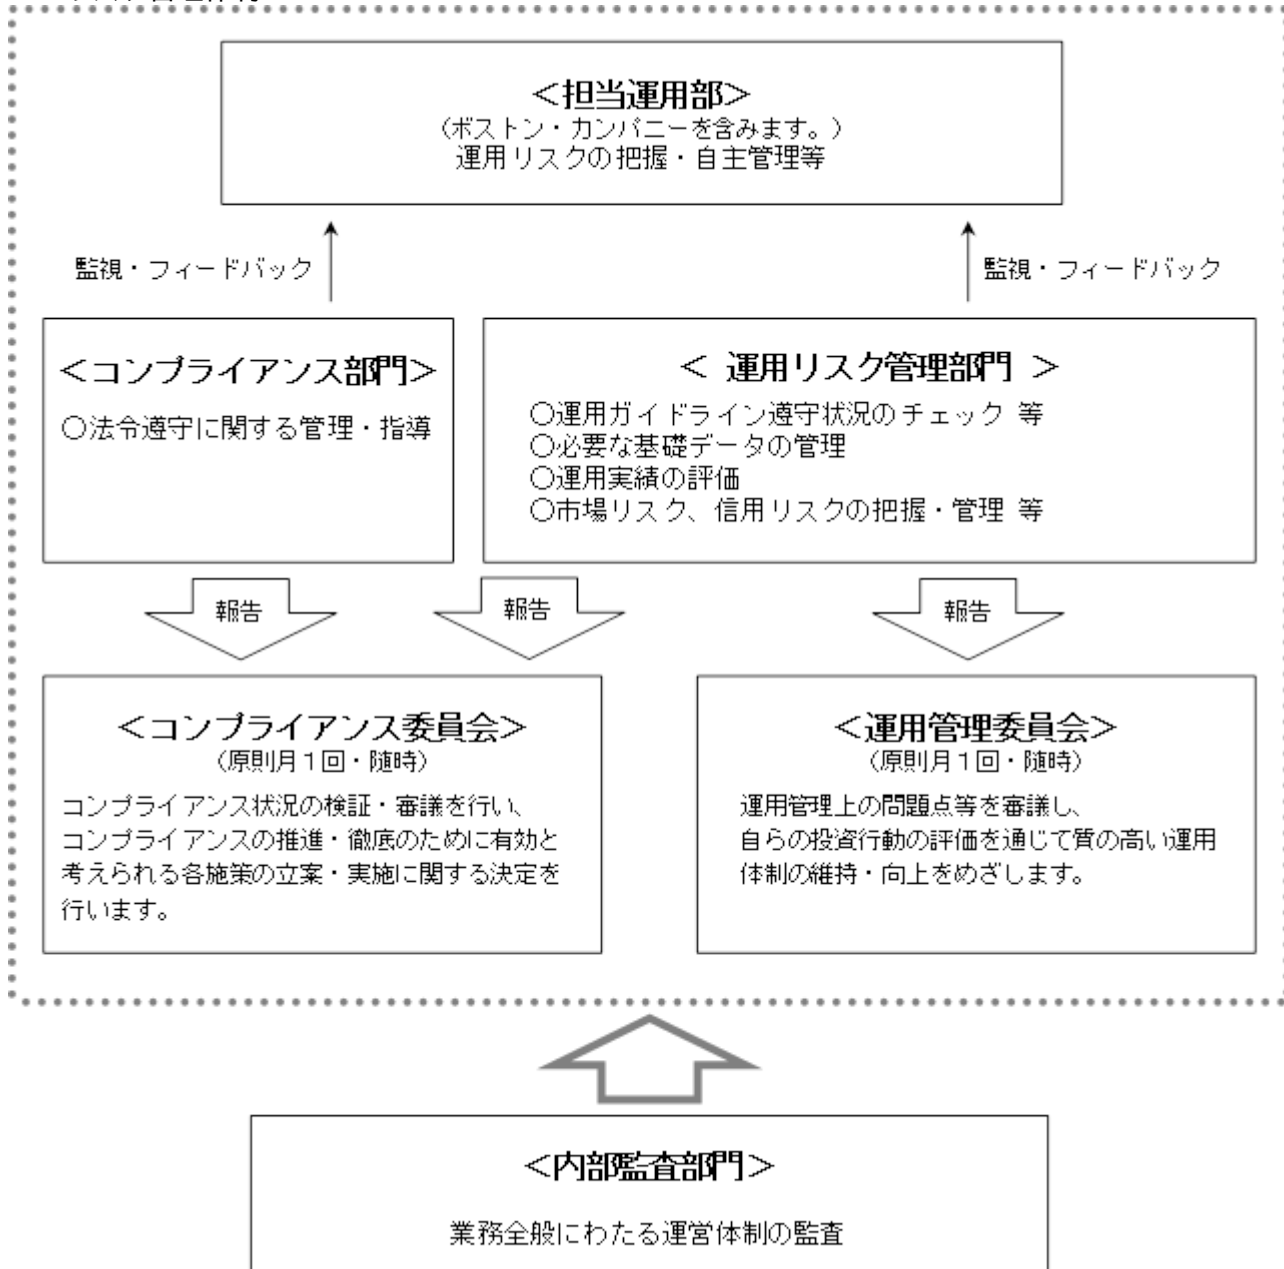 ＜担当運用部＞
（ボストン・カンパニーを含みます。）
運用リスクの把握・自主管理等
監視・フィードバック
監視・フィードバック
＜コンプライアンス部門＞
○法令遵守に関する管理・指導
＜ 運用リスク管理部門 ＞
○運用ガイドライン遵守状況のチェック 等
○必要な基礎データの管理
○運用実績の評価
○市場リスク、信用リスクの把握・管理 等
報告
報告
報告
＜コンプライアンス委員会＞
（原則月１回・随時）
コンプライアンス状況の検証・審議を行い、
コンプライアンスの推進・徹底のために有効と
考えられる各施策の立案・実施に関する決定を
行います。
＜運用管理委員会＞
（原則月１回・随時）
運用管理上の問題点等を審議し、
自らの投資行動の評価を通じて質の高い運用
体制の維持・向上をめざします。
＜内部監査部門＞
業務全般にわたる運営体制の監査